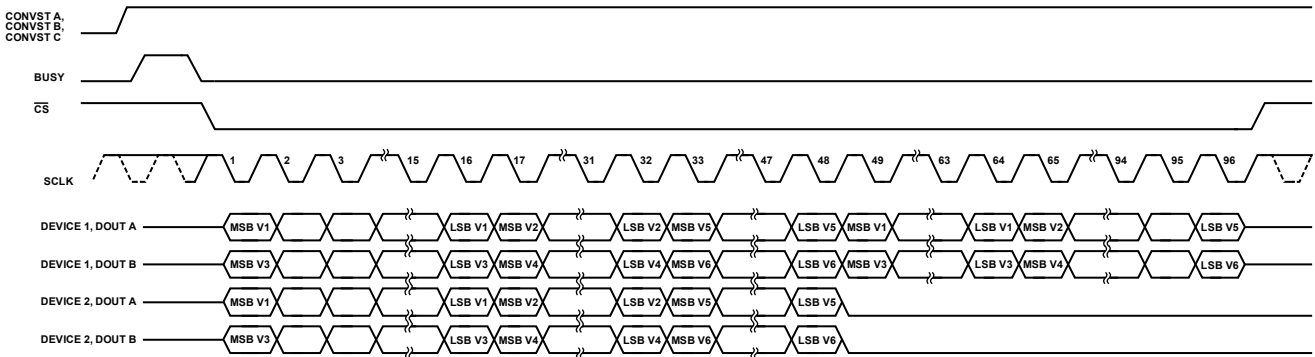 CONVST A,
CONVST B,
CONVST C
BUSY
CS
SCLK
1 2 3 15 16 17 31 32 33 47 48 49 63 64 65 94 95 96
DEVICE 1, DOUT A MSB V1 LSB V1 MSB V2 LSB V2 MSB V5 LSB V5 MSB V1 LSB V1 MSB V2 LSB V5
DEVICE 1, DOUT B MSB V3 LSB V3 MSB V4 LSB V4 MSB V6 LSB V6 MSB V3 LSB V3 MSB V4 LSB V6
DEVICE 2, DOUT A MSB V1 LSB V1 MSB V2 LSB V2 MSB V5 LSB V5
DEVICE 2, DOUT B MSB V3 LSB V3 MSB V4 LSB V4 MSB V6 LSB V6